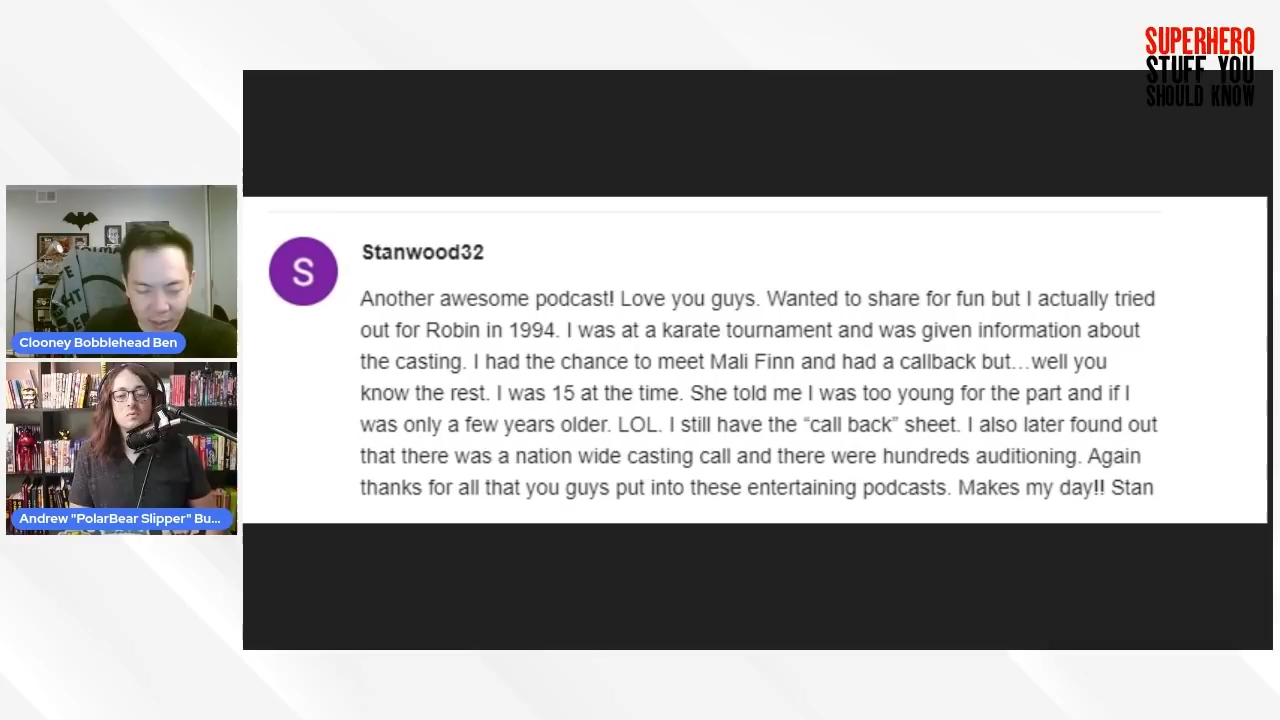 SUPERHERO
STUFF YOU
SHOULD KNOW
Clooney Bobblehead Ben
Andrew "PolarBear Slipper" Bu...
S
Stanwood32
Another awesome podcast! Love you guys. Wanted to share for fun but I actually tried
out for Robin in 1994. I was at a karate tournament and was given information about
the casting. I had the chance to meet Mali Finn and had a callback but...well you
know the rest. I was 15 at the time. She told me I was too young for the part and if I
was only a few years older. LOL. I still have the “call back” sheet. I also later found out
that there was a nation wide casting call and there were hundreds auditioning. Again
thanks for all that you guys put into these entertaining podcasts. Makes my day!! Stan